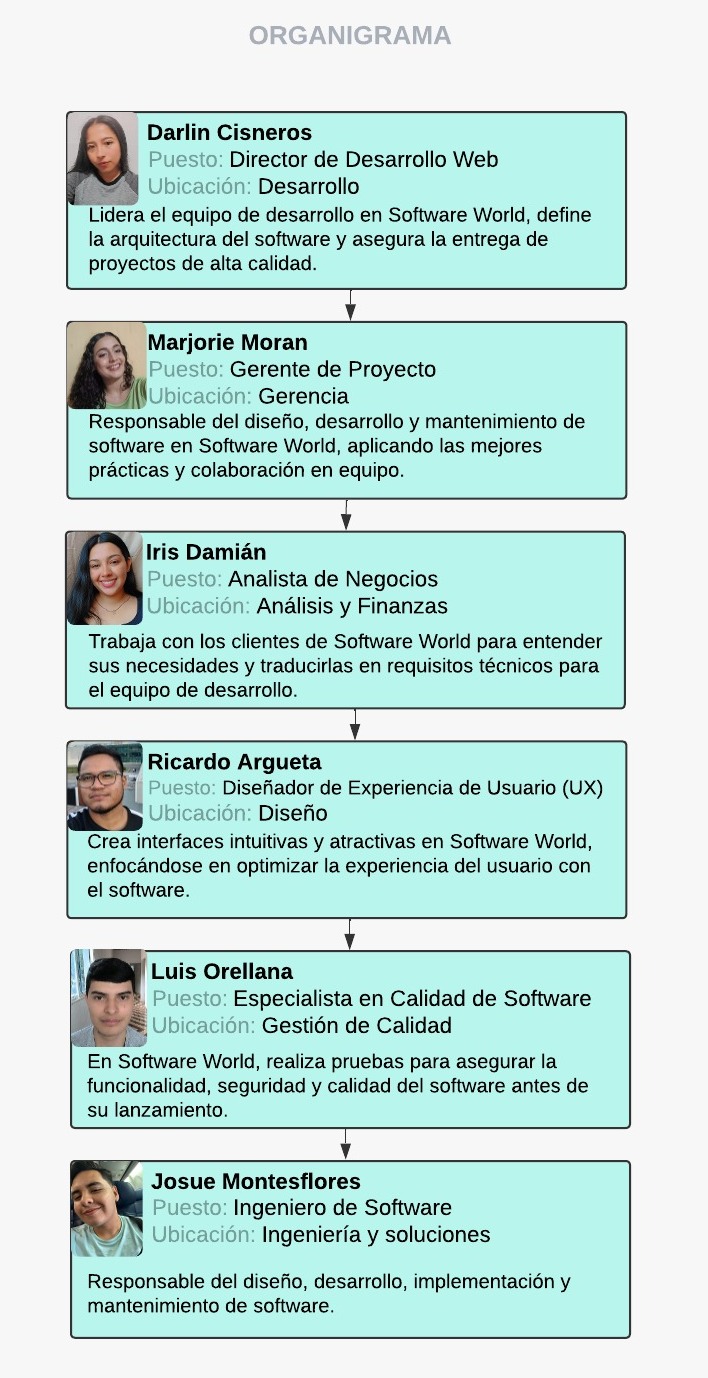 ORGANIGRAMA
Darlin Cisneros
Puesto: Director de Desarrollo Web
Ubicación: Desarrollo
Lidera el equipo de desarrollo en Software World, define
la arquitectura del software y asegura la entrega de
proyectos de alta calidad.
Marjorie Moran
Puesto: Gerente de Proyecto
Ubicación: Gerencia
Responsable del diseño, desarrollo y mantenimiento de
software en Software World, aplicando las mejores
prácticas y colaboración en equipo.
Iris Damián
Puesto: Analista de Negocios
Ubicación: Análisis y Finanzas
Trabaja con los clientes de Software World para entender
sus necesidades y traducirlas en requisitos técnicos para
el equipo de desarrollo.
Ricardo Argueta
Puesto: Diseñador de Experiencia de Usuario (UX)
Ubicación: Diseño
Crea interfaces intuitivas y atractivas en Software World,
enfocándose en optimizar la experiencia del usuario con
el software.
Luis Orellana
Puesto: Especialista en Calidad de Software
Ubicación: Gestión de Calidad
En Software World, realiza pruebas para asegurar la
funcionalidad, seguridad y calidad del software antes de
su lanzamiento.
Josue Montesflores
Puesto: Ingeniero de Software
Ubicación: Ingeniería y soluciones
Responsable del diseño, desarrollo, implementación y
mantenimiento de software.